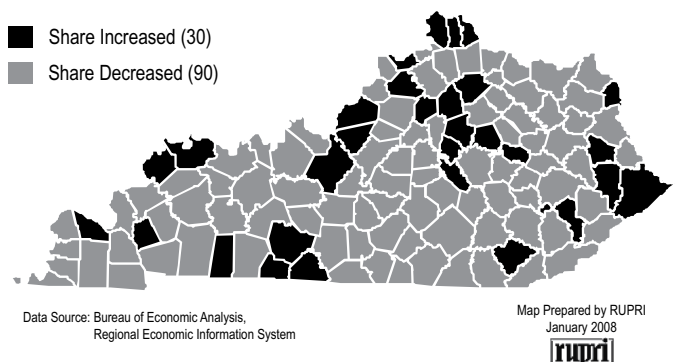 Share Increased (30)
Share Decreased (90)
Data Source: Bureau of Economic Analysis,
Regional Economic Information System
Map Prepared by RUPRI
January 2008
rupri